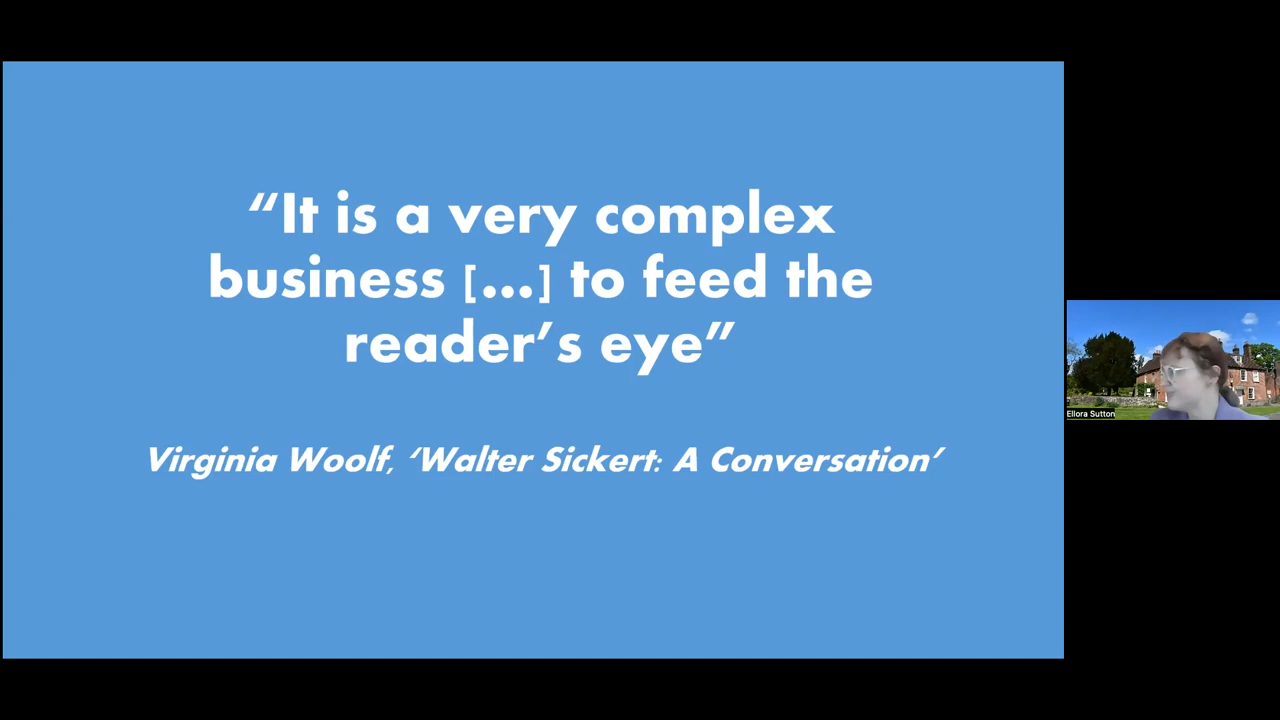 “It is a very complex
business [...] to feed the
reader’s eye”
Virginia Woolf, ‘Walter Sickert: A Conversation’
Ellora Sutton